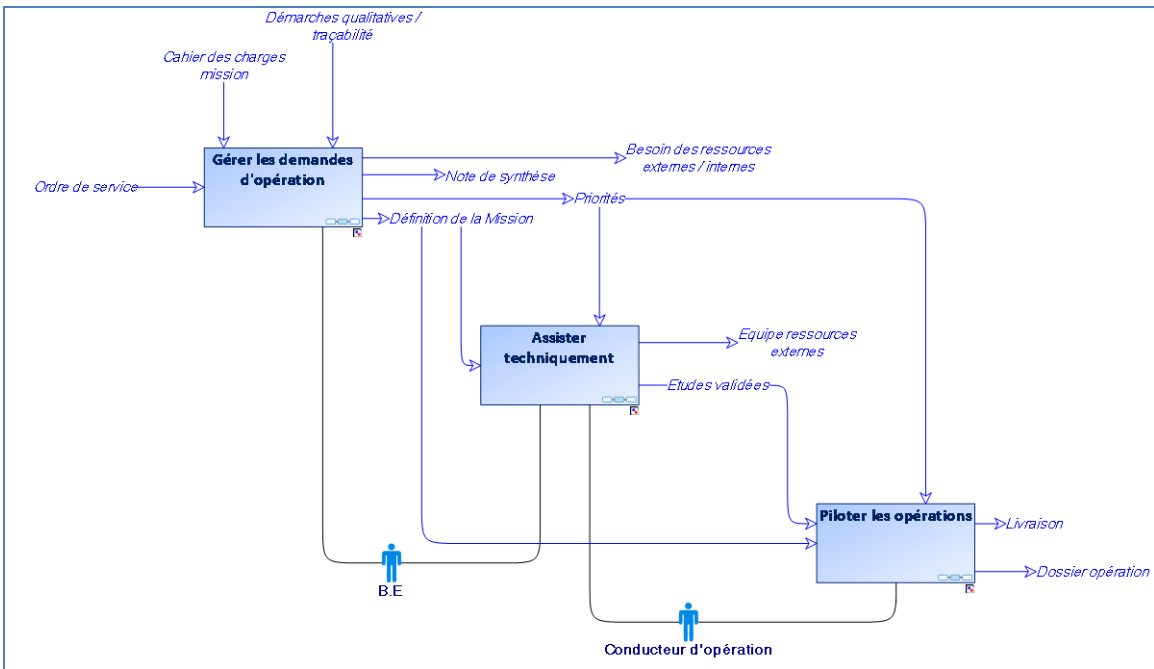 Démarches qualitatives /
traçabilité
Cahier des charges
mission
Gérer les demandes
d'opération
Ordre de service
Besoin des ressources
externes / internes
Note de synthèse
Priorités
Définition de la Mission
Assister
techniquement
Equipe ressources
externes
Etudes validées
Piloter les opérations
Livraison
Dossier opération
B.E
Conducteur d'opération